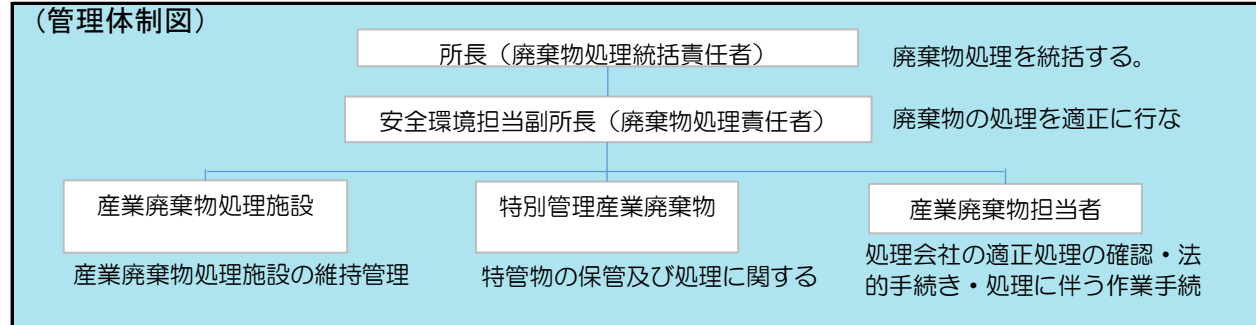 （管理体制図）
所長（廃棄物処理統括責任者）
廃棄物処理を統括する。
安全環境担当副所長（廃棄物処理責任者）
廃棄物の処理を適正に行な
産業廃棄物処理施設
特別管理産業廃棄物
産業廃棄物担当者
産業廃棄物処理施設の維持管理
特管物の保管及び処理に関する
処理会社の適正処理の確認・法
的手続き・処理に伴う作業手続